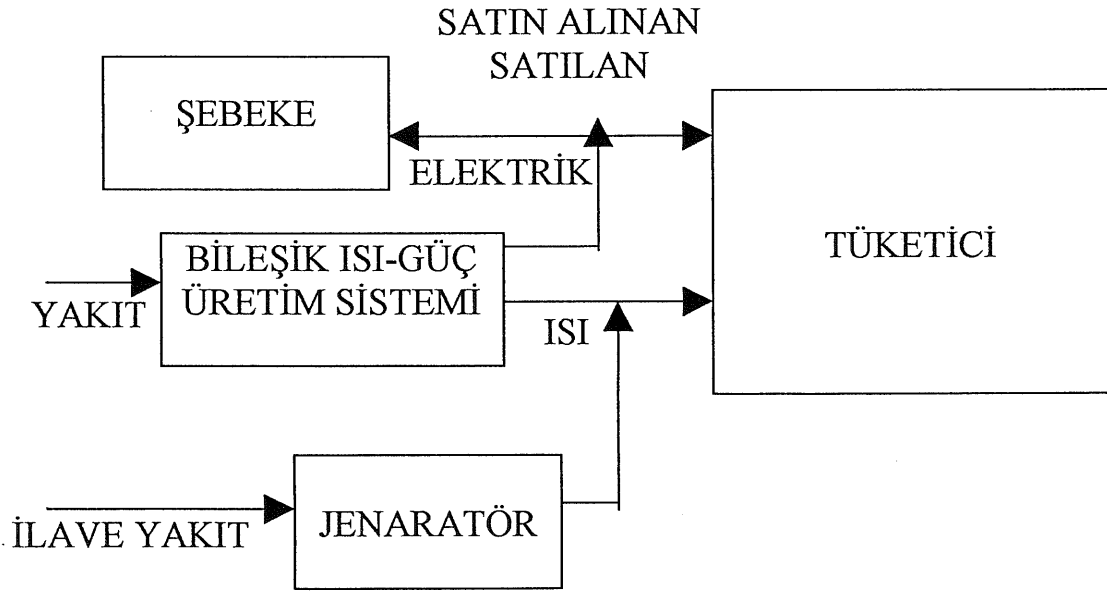 SATIN ALINAN
SATILAN
ŞEBEKE
ELEKTRİK
TÜKETİCİ
BİLEŞİK ISI-GÜÇ
ÜRETİM SİSTEMİ
YAKIT
ISI
JENARATÖR
İLAVE YAKIT